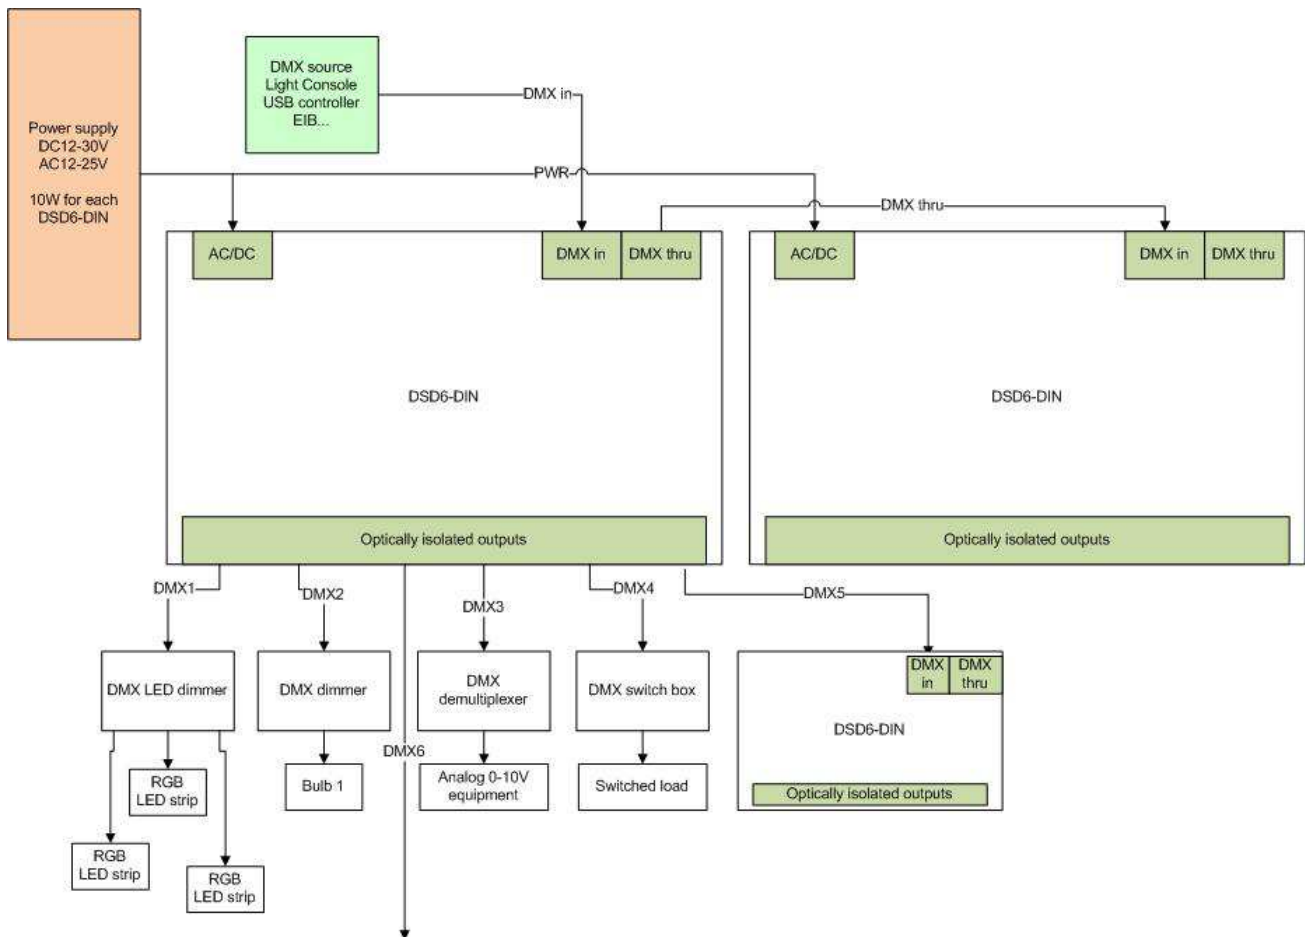 Power supply
DC12-30V
AC12-25V
10W for each
DSD6-DIN
DMX source
Light Console
USB controller
EIB...
DMX in
PWR
DMX thru
AC/DC
DMX in
DMX thru
DSD6-DIN
Optically isolated outputs
AC/DC
DMX in
DMX thru
DSD6-DIN
Optically isolated outputs
DMX1
DMX2
DMX3
DMX4
DMX5
DMX6
DMX LED dimmer
RGB
LED strip
RGB
LED strip
RGB
LED strip
DMX dimmer
Bulb 1
DMX
demultiplexer
Analog 0-10V
equipment
DMX switch box
Switched load
DMX
in
DMX
thru
DSD6-DIN
Optically isolated outputs